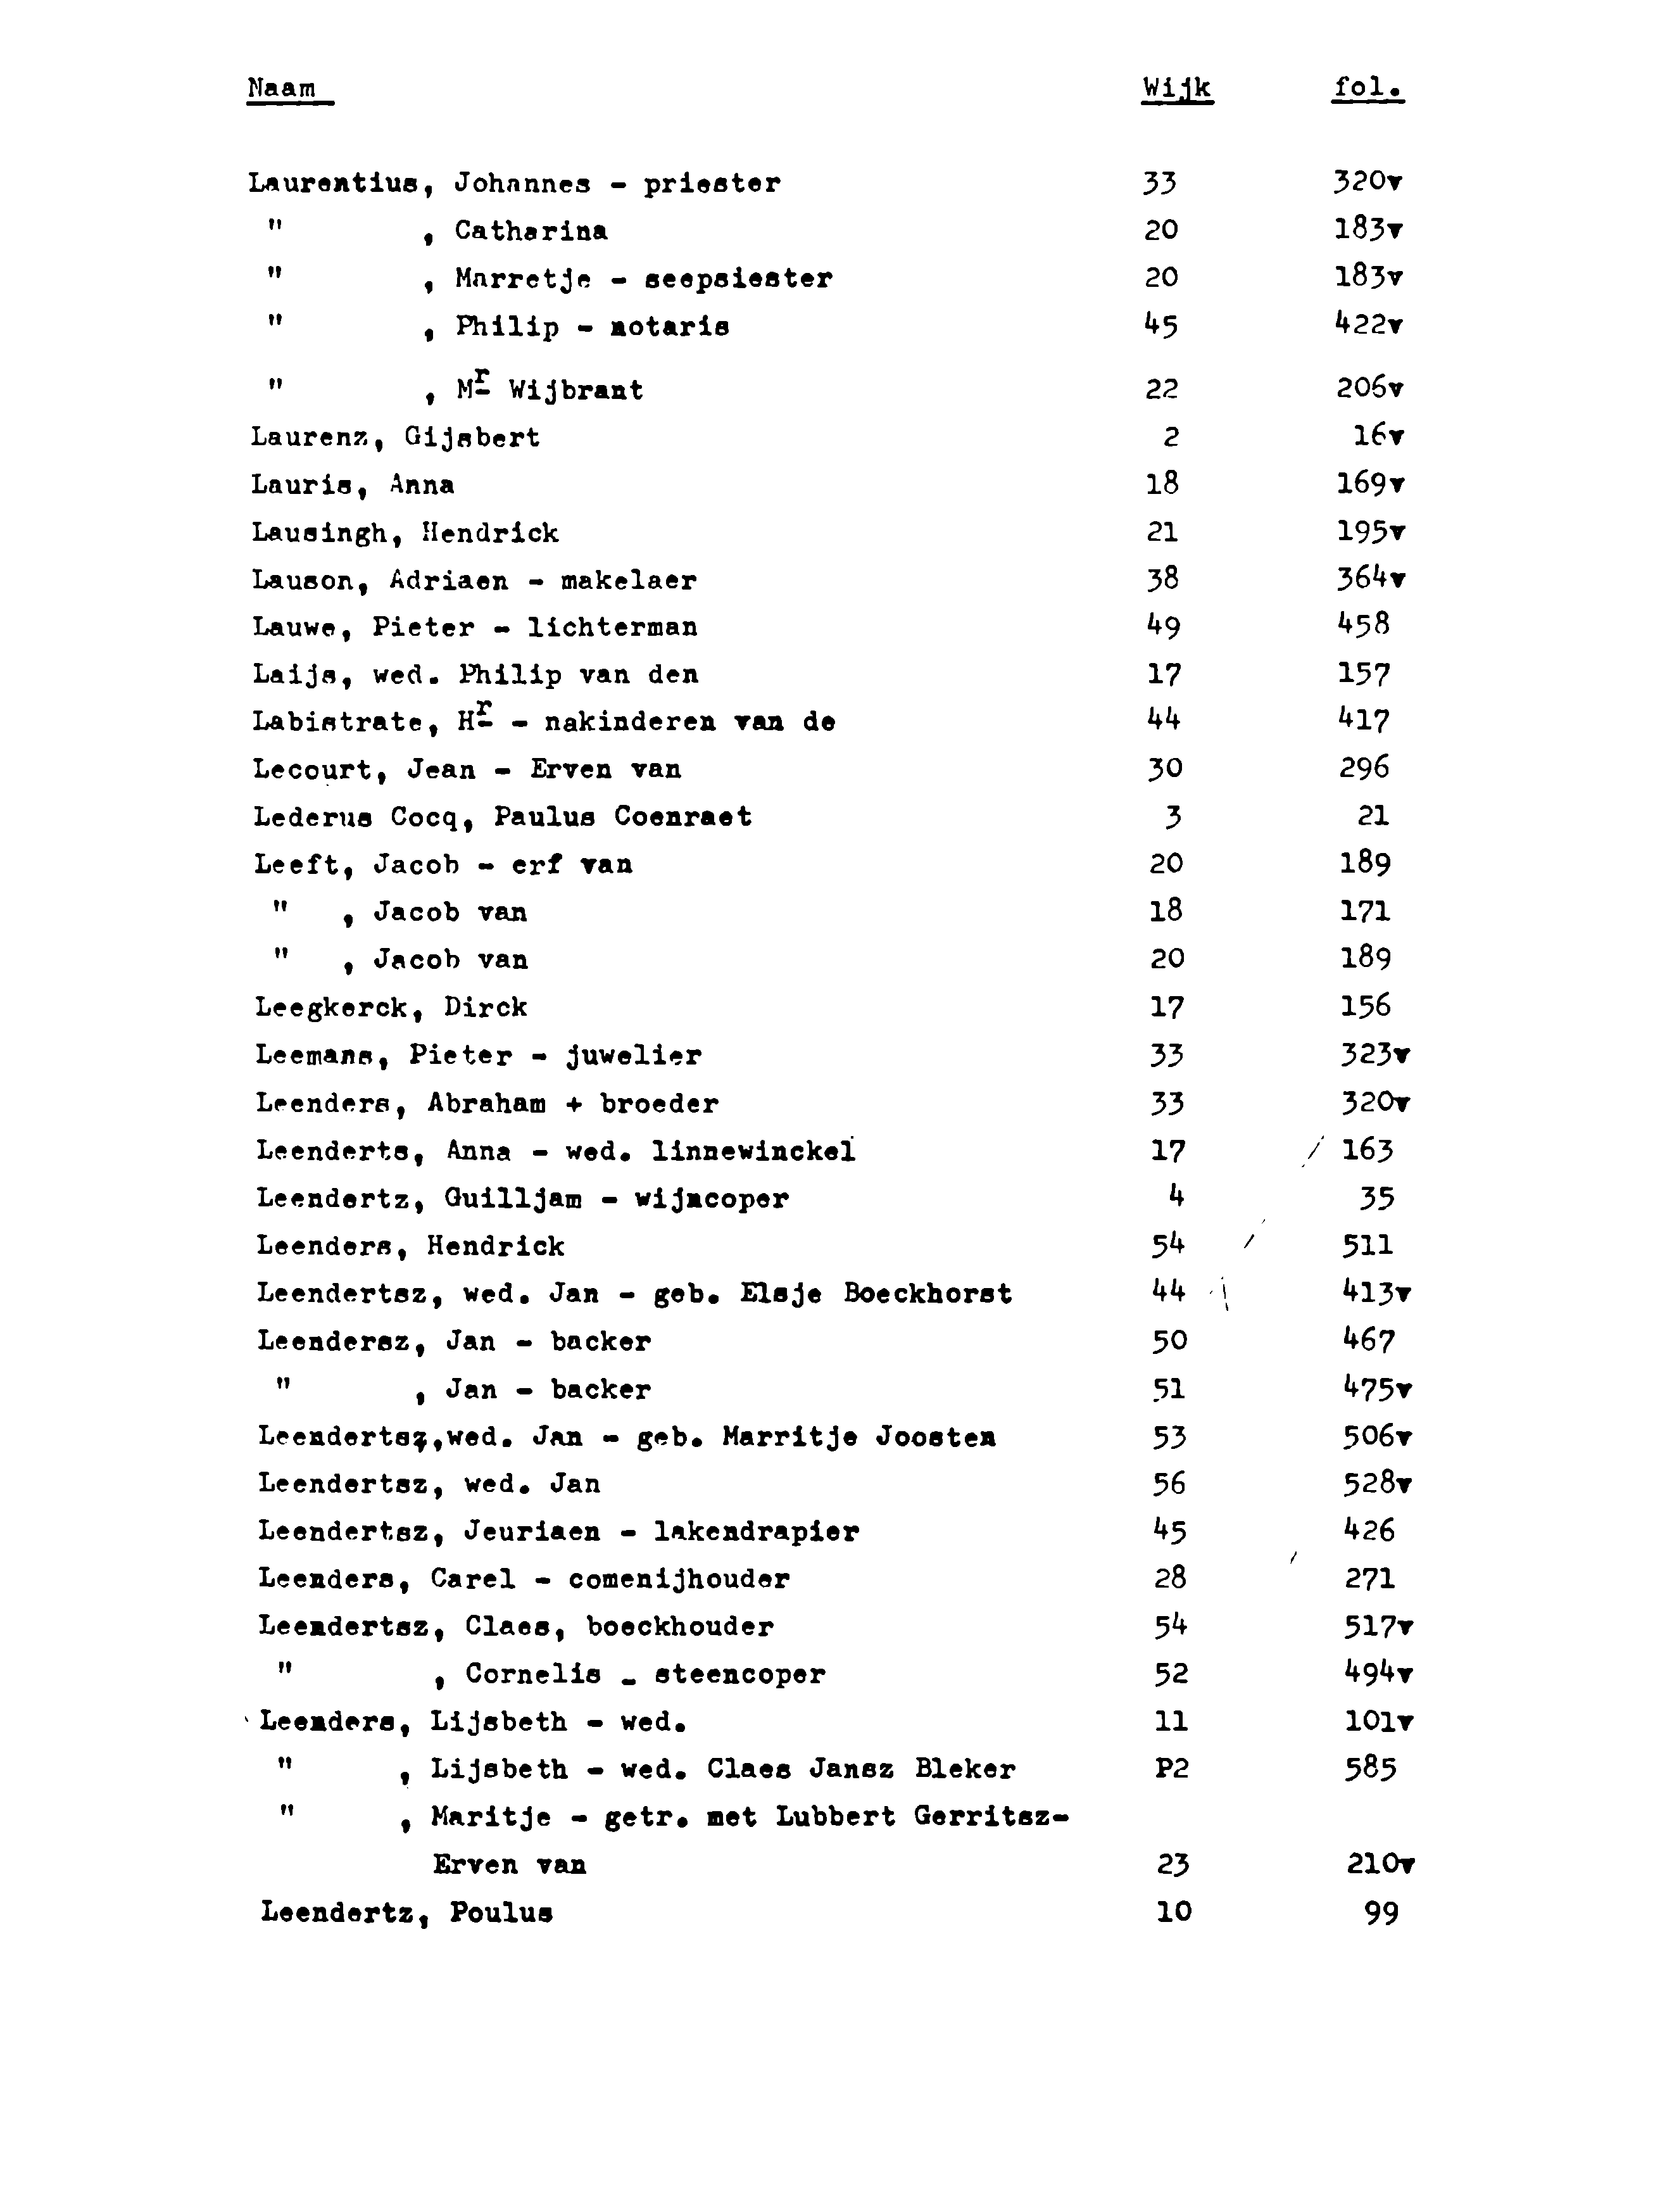 Naam Wijk fol.
Laurentius, Johannes - priester 33 320v
" , Catharina 20 183v
" , Marretje - seepsiester 20 183v
" , Philip - notaris 45 422v
" , Mr Wijbrant 22 206v
Laurenz, Gijsbert 2 16v
Lauris, Anna 18 169v
Lausingh, Hendrick 21 195v
Lauson, Adriaen - makelaer 38 364v
Lauwe, Pieter - lichterman 49 458
Laijs, wed. Philip van den 17 157
Labistrate, Hr - nakinderen van de 44 417
Lecourt, Jean - Erven van 30 296
Lederus Cocq, Paulus Coenraet 3 21
Leeft, Jacob - erf van 20 189
" , Jacob van 18 171
" , Jacob van 20 189
Leegkerck, Dirck 17 156
Leemans, Pieter - juwelier 33 323v
Leenders, Abraham + broeder 33 320v
Leenderts, Anna - wed. linnewinckel 17 163
Leendertz, Guilljam - wijncoper 4 35
Leenders, Hendrick 54 511
Leendertsz, wed. Jan - geb. Elsje Boeckhorst 44 413v
Leendersz, Jan - backer 50 467
" , Jan - backer 51 475v
Leendertsz,wed. Jan - geb. Marritje Joosten 53 506v
Leendertsz, wed. Jan 56 528v
Leendertsz, Jeuriaen - lakendrapier 45 426
Leenders, Carel - comenijhouder 28 271
Leendertsz, Claes, boeckhouder 54 517v
" , Cornelis - steencoper 52 494v
Leenders, Lijsbeth - wed. 11 101v
" , Lijsbeth - wed. Claes Jansz Bleker P2 585
" , Maritje - getr. met Lubbert Gerritsz-
Erven van 23 210v
Leendertz, Poulus 10 99